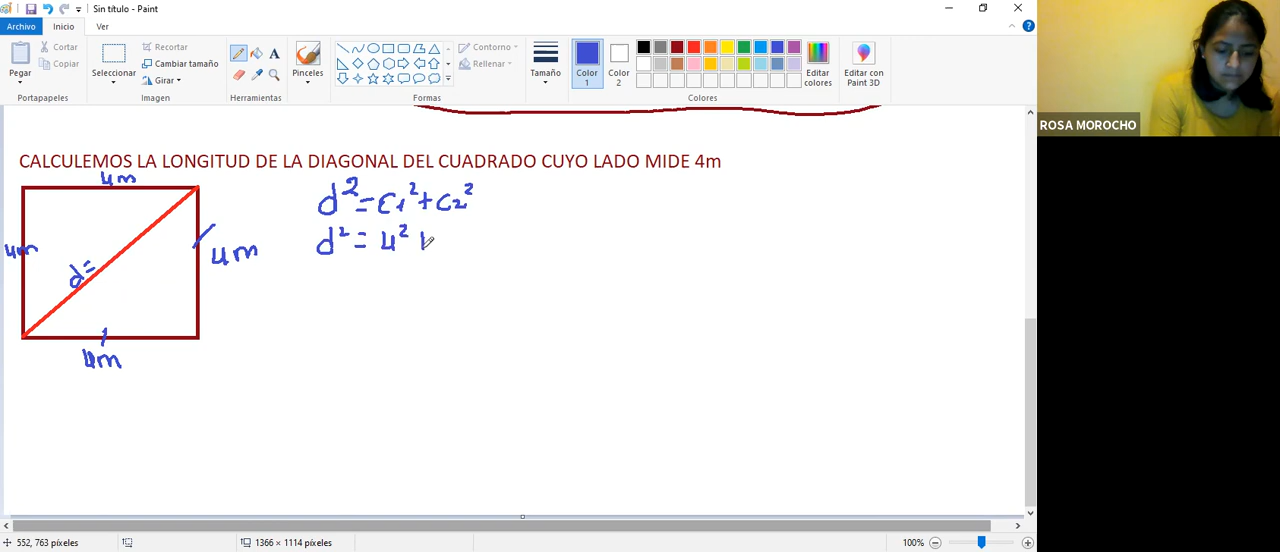 Sin título - Paint
Archivo Inicio Ver
Pegar
Cortar
Copiar
Portapapeles
Seleccionar
Recortar
Cambiar tamaño
Girar
Imagen
Herramientas
Pinceles
Contorno
Rellenar
Formas
Tamaño
Color 1
Color 2
Editar colores
Colores
Editar con Paint 3D
ROSA MOROCHO
CALCULEMOS LA LONGITUD DE LA DIAGONAL DEL CUADRADO CUYO LADO MIDE 4m
4m
d² = C1² + C2²
4m
d =
4m
d² = 4²
4m
552, 763 píxeles
1366 × 1114 píxeles
100%